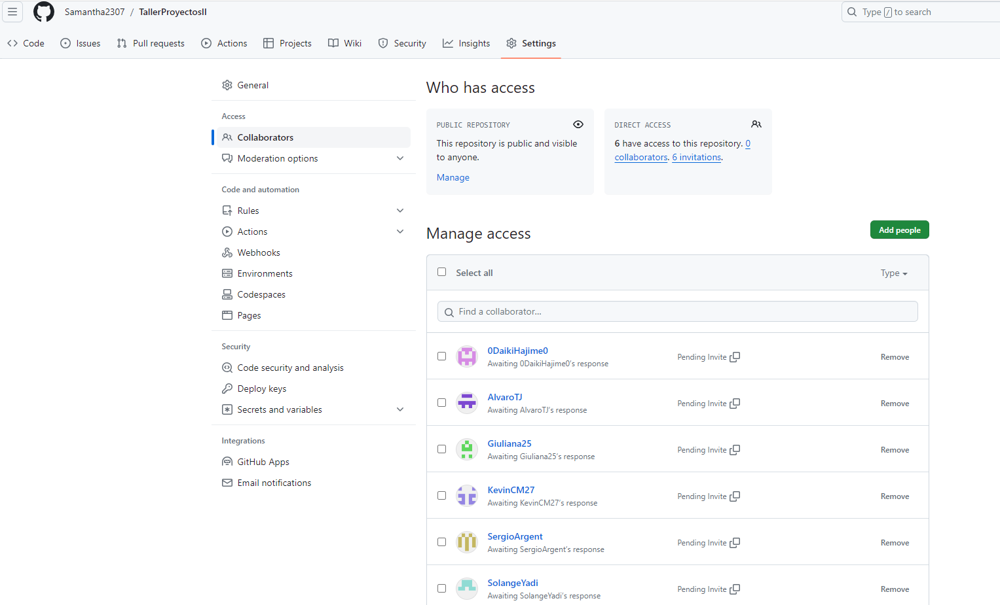 Samantha2307 / TallerProyectosII
Type / to search
Code Issues Pull requests Actions Projects Wiki Security Insights Settings
General
Access
Collaborators
Moderation options
Code and automation
Rules
Actions
Webhooks
Environments
Codespaces
Pages
Security
Code security and analysis
Deploy keys
Secrets and variables
Integrations
GitHub Apps
Email notifications
Who has access
PUBLIC REPOSITORY
This repository is public and visible
to anyone.
Manage
DIRECT ACCESS
6 have access to this repository. 0
collaborators. 6 invitations.
Manage access
Add people
Select all
Type
Find a collaborator...
0DaikiHajime0
Awaiting 0DaikiHajime0's response
Pending Invite
Remove
AlvaroTJ
Awaiting AlvaroTJ's response
Pending Invite
Remove
Giuliana25
Awaiting Giuliana25's response
Pending Invite
Remove
KevinCM27
Awaiting KevinCM27's response
Pending Invite
Remove
SergioArgent
Awaiting SergioArgent's response
Pending Invite
Remove
SolangeYadi
Awaiting SolangeYadi's response
Pending Invite
Remove